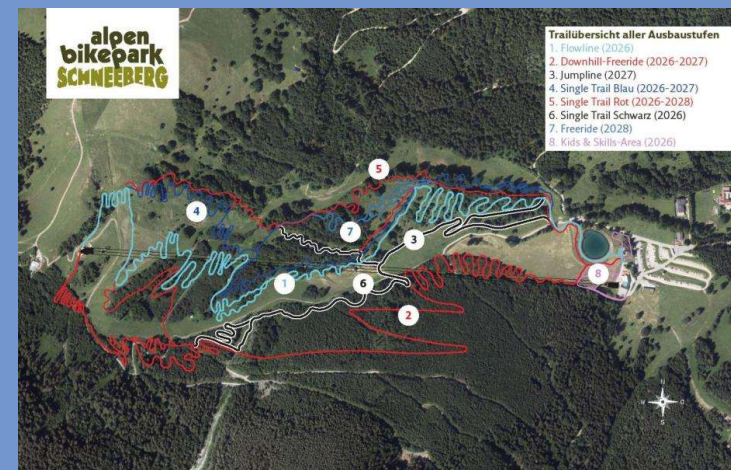 alpen
bikepark
SCHNEEBERG
Trailübersicht aller Ausbaustufen
1. Flowline (2026)
2. Downhill-Freeride (2026-2027)
3. Jumpline (2027)
4 Single Trail Blau (2026-2027)
5. Single Trail Rot (2026-2028)
6. Single Trail Schwarz (2026)
7. Freeride (2028)
8. Kids & Skills-Area (2026)
5
4
7
3
8
1
6
2
N
W O
S